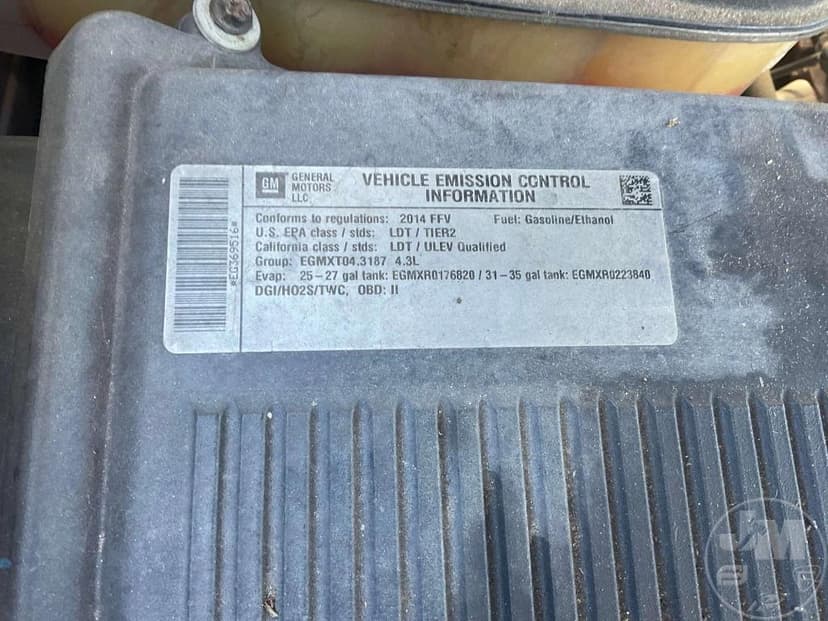 GM GENERAL MOTORS LLC.
VEHICLE EMISSION CONTROL
INFORMATION
Conforms to regulations: 2014 FFV Fuel: Gasoline/Ethanol
U.S. EPA class / stds: LDT / TIER2
California class / stds: LDT / ULEV Qualified
Group: EGMXT04.3187 4.3L
Evap: 25-27 gal tank: EGMXR0176820 / 31-35 gal tank: EGMXR0223840
DGI/HO2S/TWC, OBD: II
*EG369516*
JM